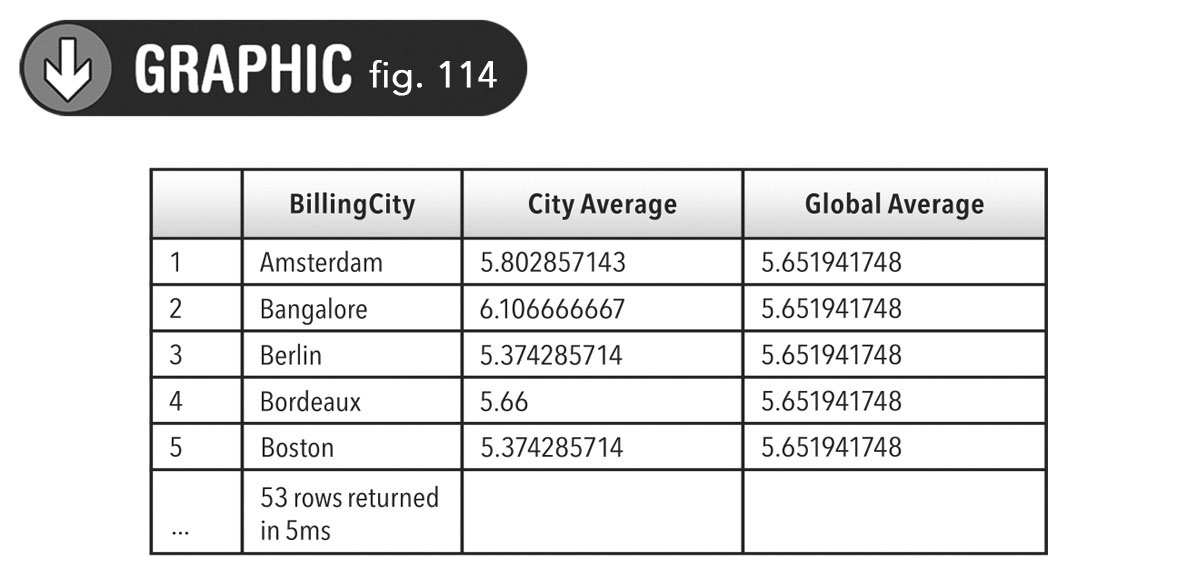 GRAPHIC fig. 114
BillingCity City Average Global Average
1 Amsterdam 5.802857143 5.651941748
2 Bangalore 6.106666667 5.651941748
3 Berlin 5.374285714 5.651941748
4 Bordeaux 5.66 5.651941748
5 Boston 5.374285714 5.651941748
53 rows returned
... in 5ms